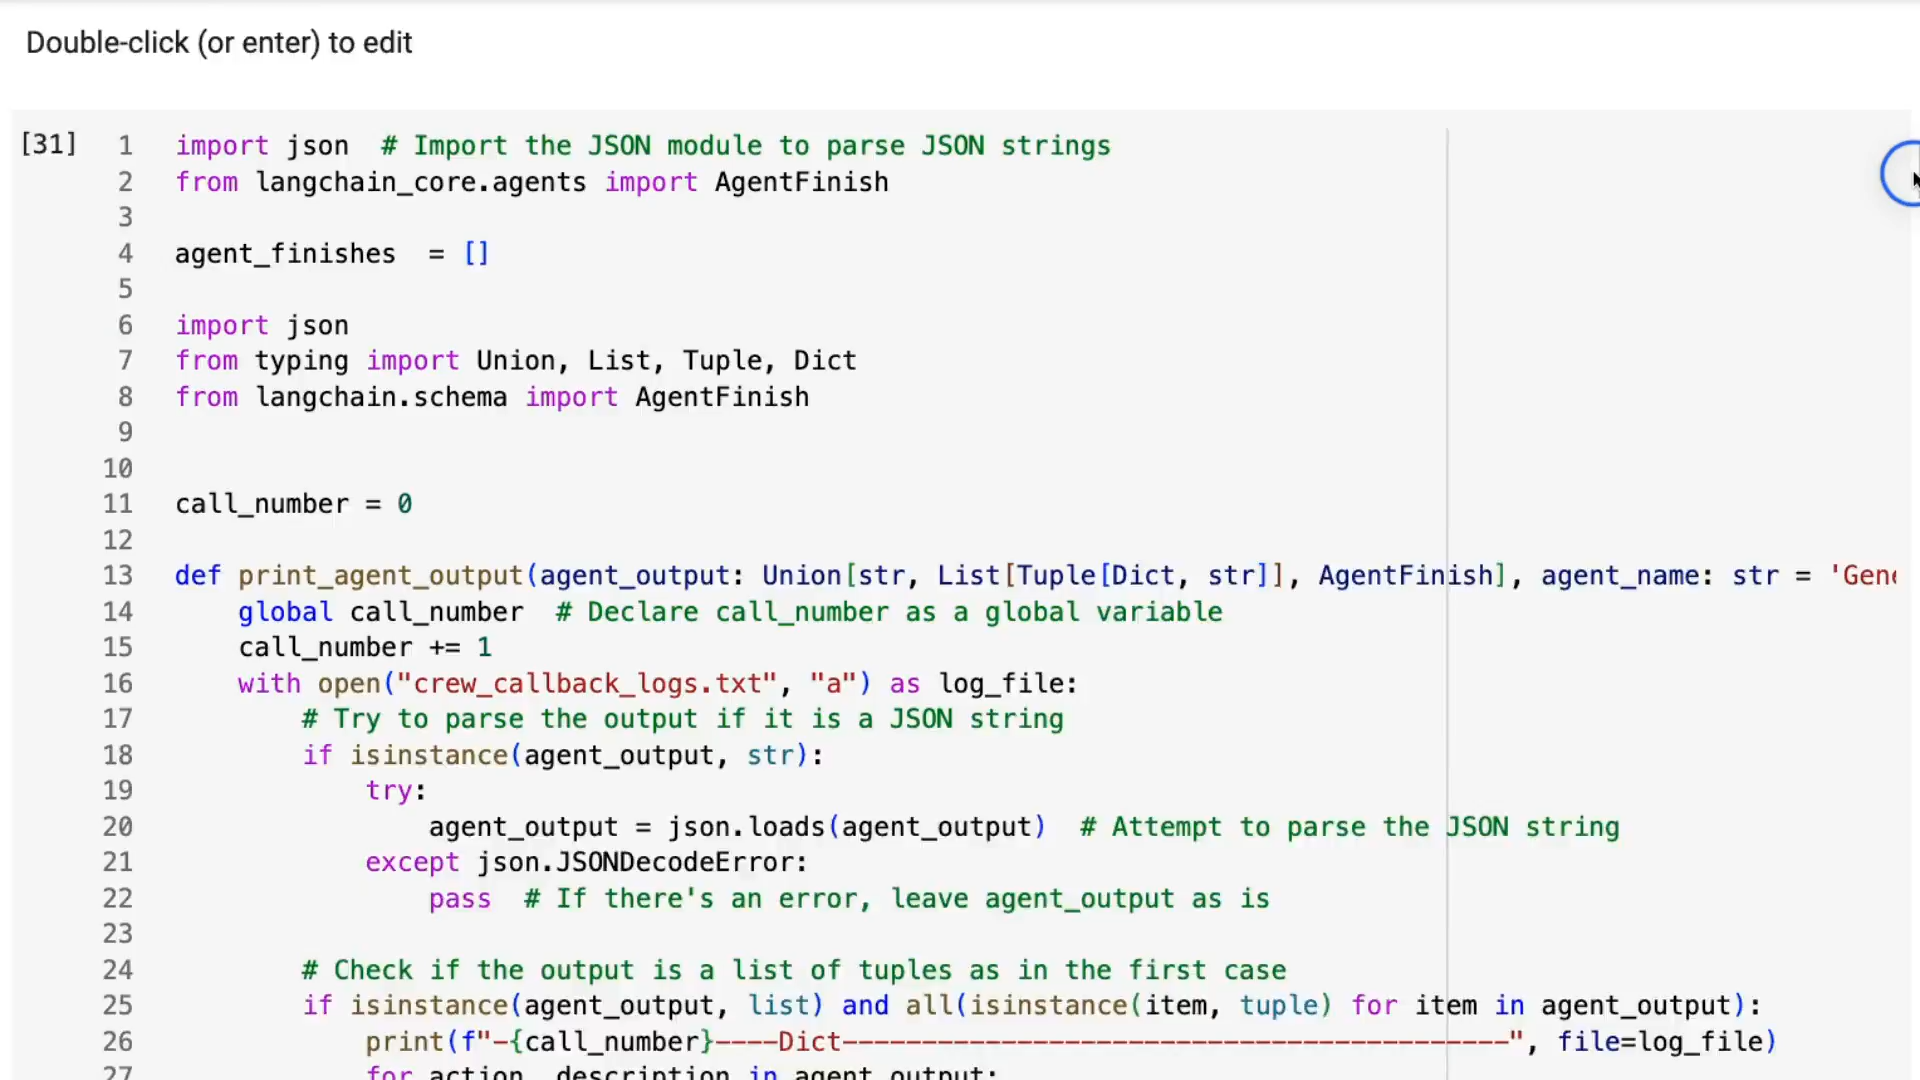 Double-click (or enter) to edit
[31] 1 import json  # Import the JSON module to parse JSON strings
2 from langchain_core.agents import AgentFinish
3
4 agent_finishes  = []
5
6 import json
7 from typing import Union, List, Tuple, Dict
8 from langchain.schema import AgentFinish
9
10
11 call_number = 0
12
13 def print_agent_output(agent_output: Union[str, List[Tuple[Dict, str]], AgentFinish], agent_name: str = 'Gene
14     global call_number  # Declare call_number as a global variable
15     call_number += 1
16     with open("crew_callback_logs.txt", "a") as log_file:
17         # Try to parse the output if it is a JSON string
18         if isinstance(agent_output, str):
19             try:
20                 agent_output = json.loads(agent_output)  # Attempt to parse the JSON string
21             except json.JSONDecodeError:
22                 pass  # If there's an error, leave agent_output as is
23
24         # Check if the output is a list of tuples as in the first case
25         if isinstance(agent_output, list) and all(isinstance(item, tuple) for item in agent_output):
26             print(f"-{call_number}----Dict------------------------------------------", file=log_file)
27             for action, description in agent_output: